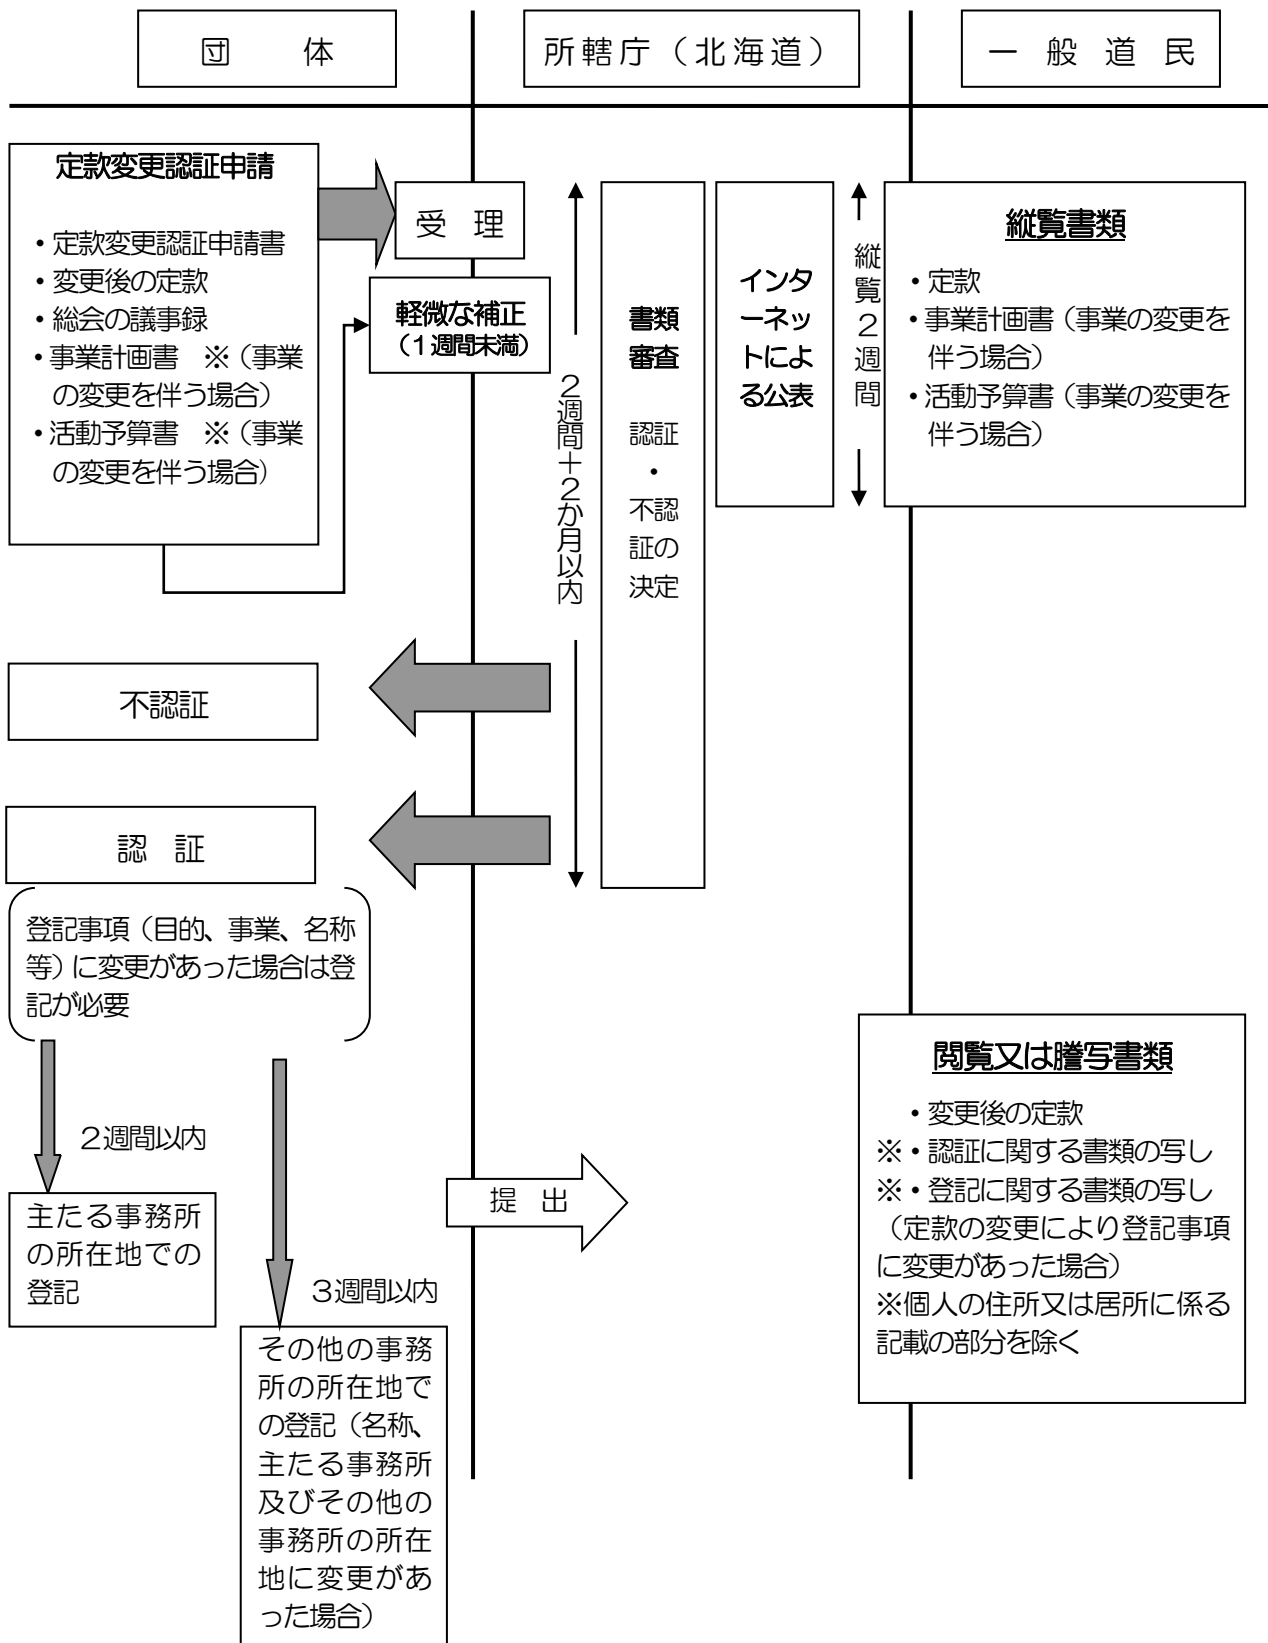 団　体
所轄庁（北海道）
一般道民
定款変更認証申請
・定款変更認証申請書
・変更後の定款
・総会の議事録
・事業計画書　※（事業
の変更を伴う場合）
・活動予算書　※（事業
の変更を伴う場合）
受　理
軽微な補正
（１週間未満）
２週間＋２か月以内
書類
審査
認証
・
不認
証の
決定
インタ
ーネッ
トによ
る公表
縦覧２週間
縦覧書類
・定款
・事業計画書（事業の変更を
伴う場合）
・活動予算書（事業の変更を
伴う場合）
不認証
認　証
登記事項（目的、事業、名称
等）に変更があった場合は登
記が必要
２週間以内
主たる事務所
の所在地での
登記
３週間以内
その他の事務
所の所在地で
の登記（名称、
主たる事務所
及びその他の
事務所の所在
地に変更があ
った場合）
提　出
閲覧又は謄写書類
・変更後の定款
※・認証に関する書類の写し
※・登記に関する書類の写し
（定款の変更により登記事項
に変更があった場合）
※個人の住所又は居所に係る
記載の部分を除く